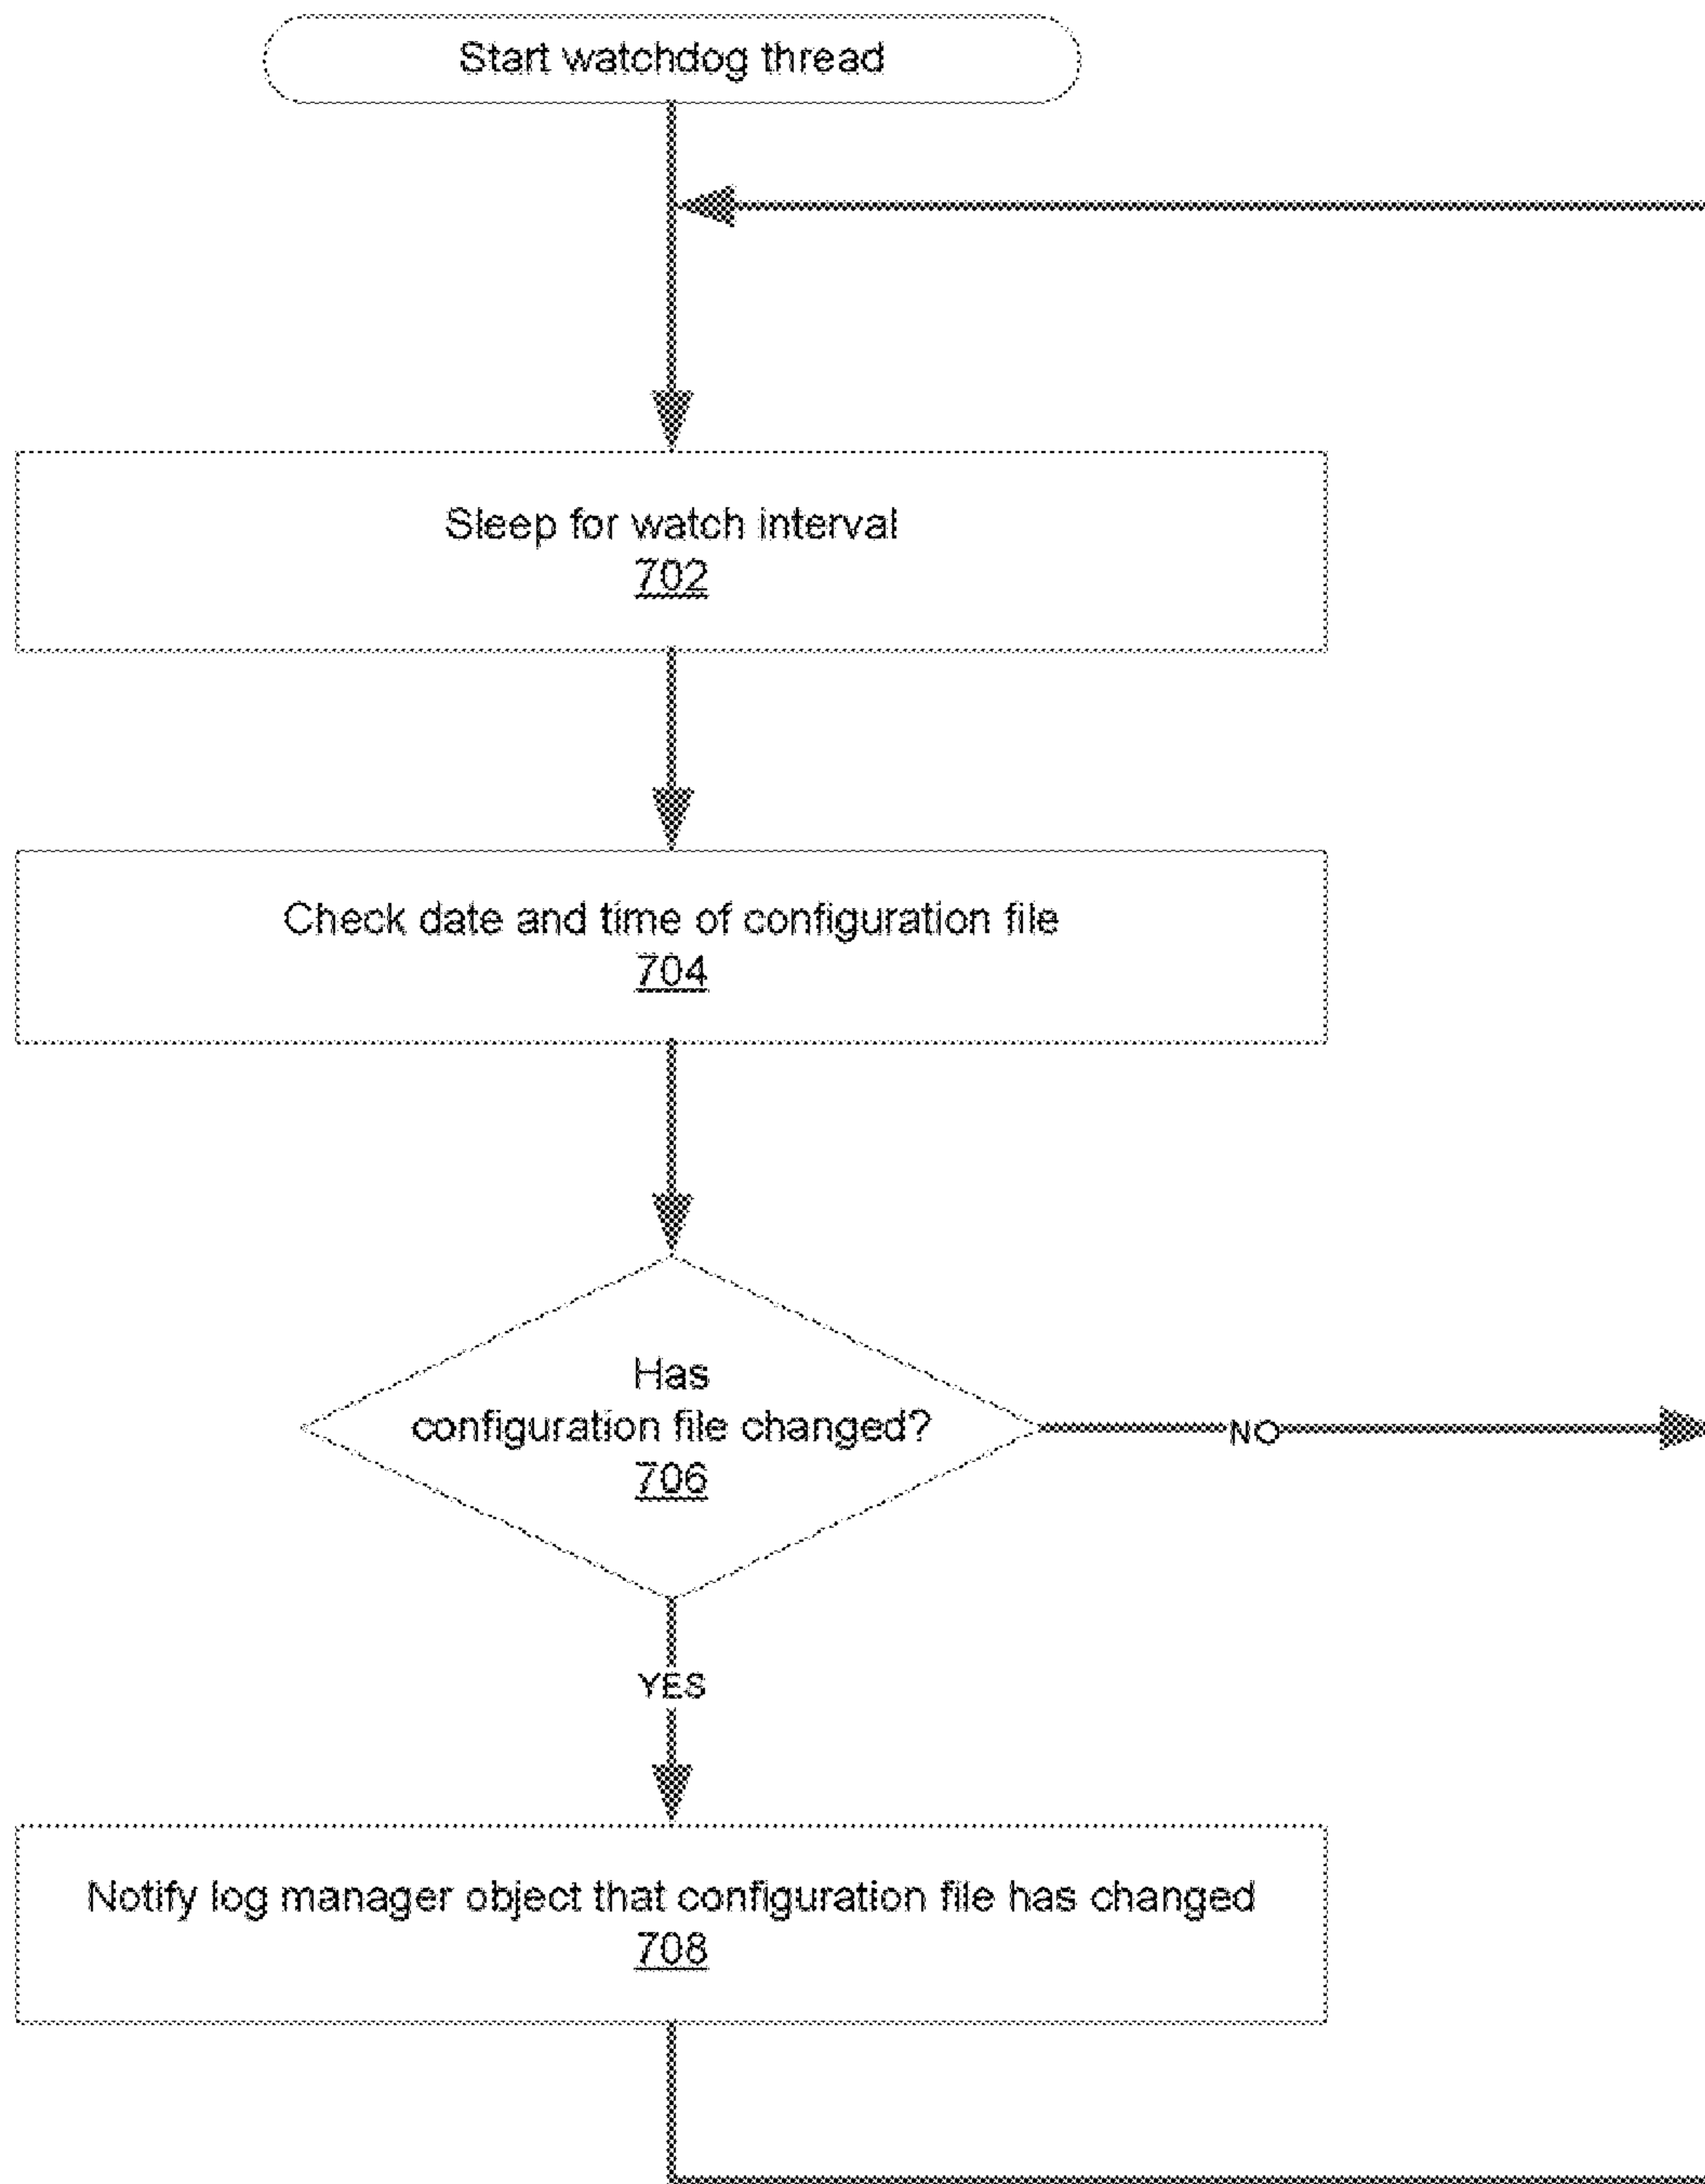 Start watchdog thread
Sleep for watch interval
702
Check date and time of configuration file
704
Has
configuration file changed?
706
NO
YES
Notify log manager object that configuration file has changed
708